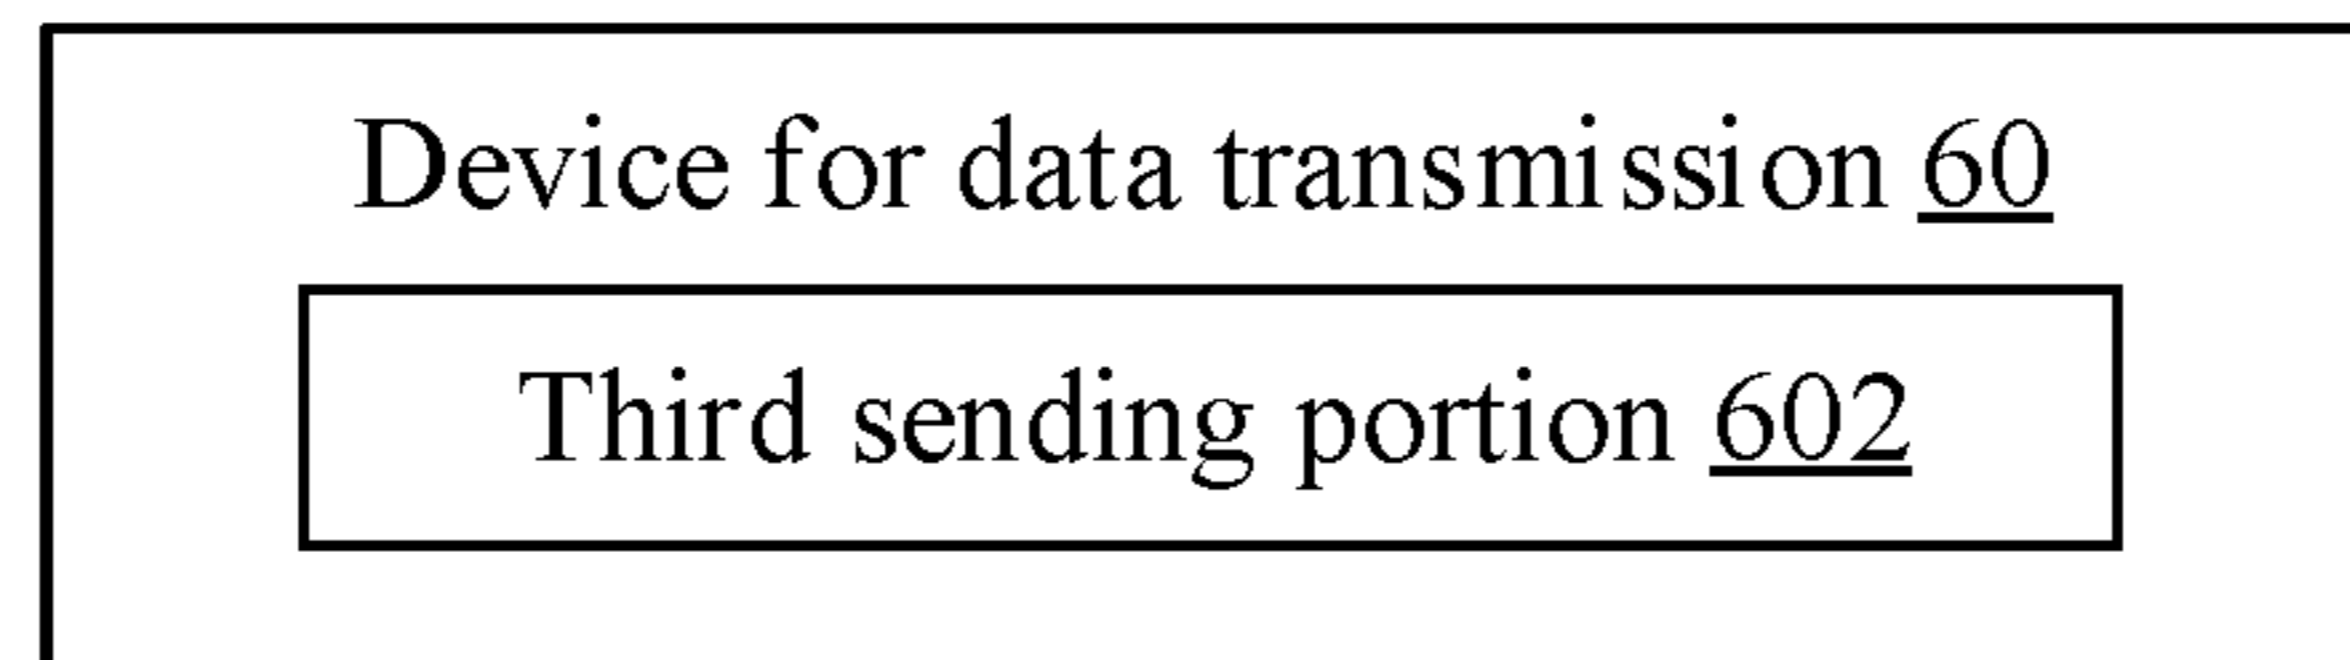 Device for data transmission 60
Third sending portion 602